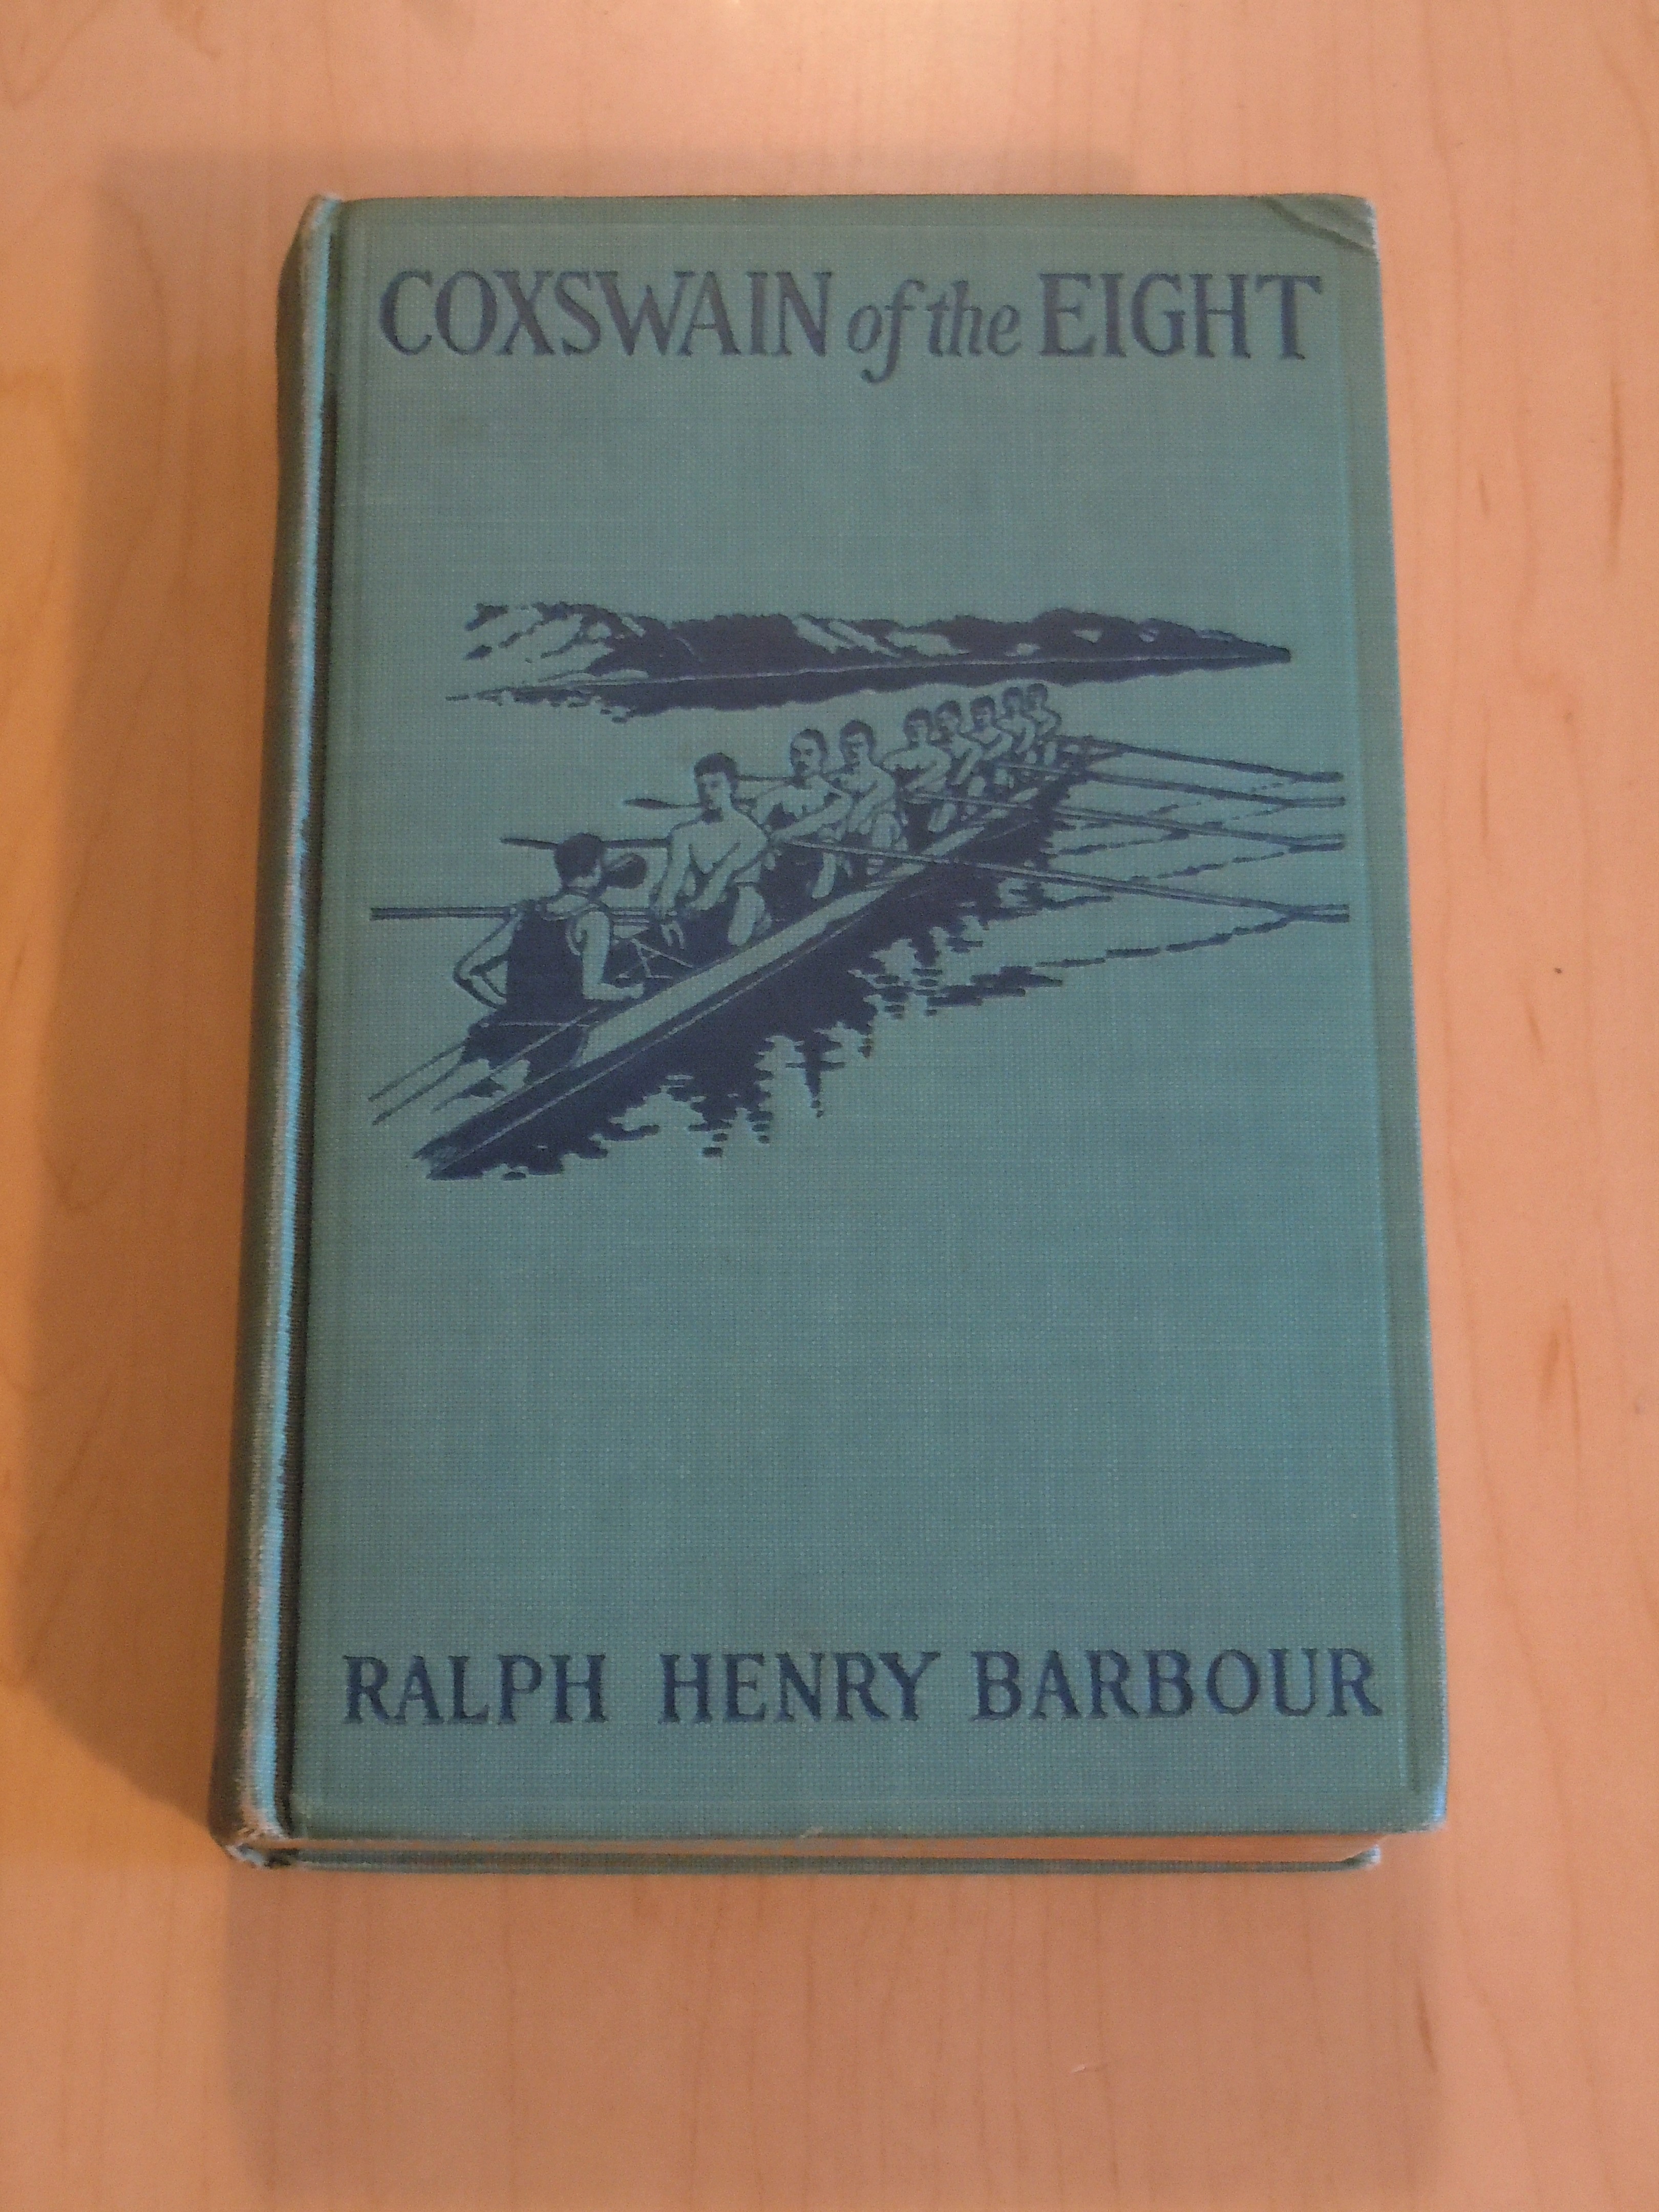 COXSWAIN of the EIGHT
RALPH HENRY BARBOUR